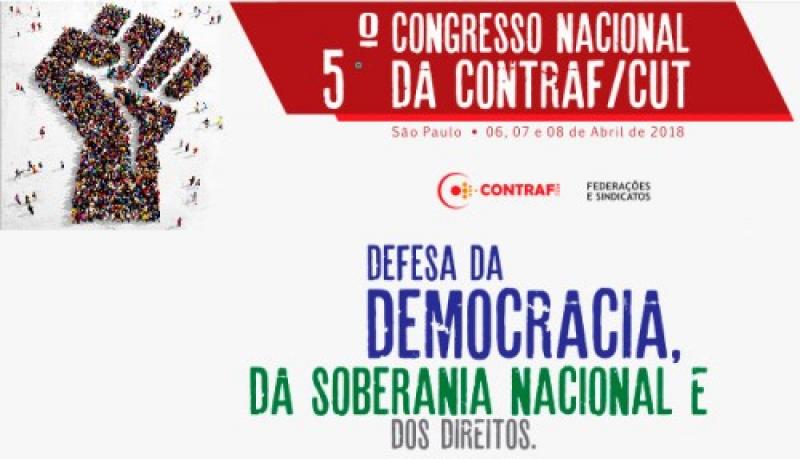 5º CONGRESSO NACIONAL
DA CONTRAF/CUT
São Paulo • 06, 07 e 08 de Abril de 2018
CONTRAF
FEDERAÇÕES
E SINDICATOS
DEFESA DA
DEMOCRACIA,
DA SOBERANIA NACIONAL E
DOS DIREITOS.